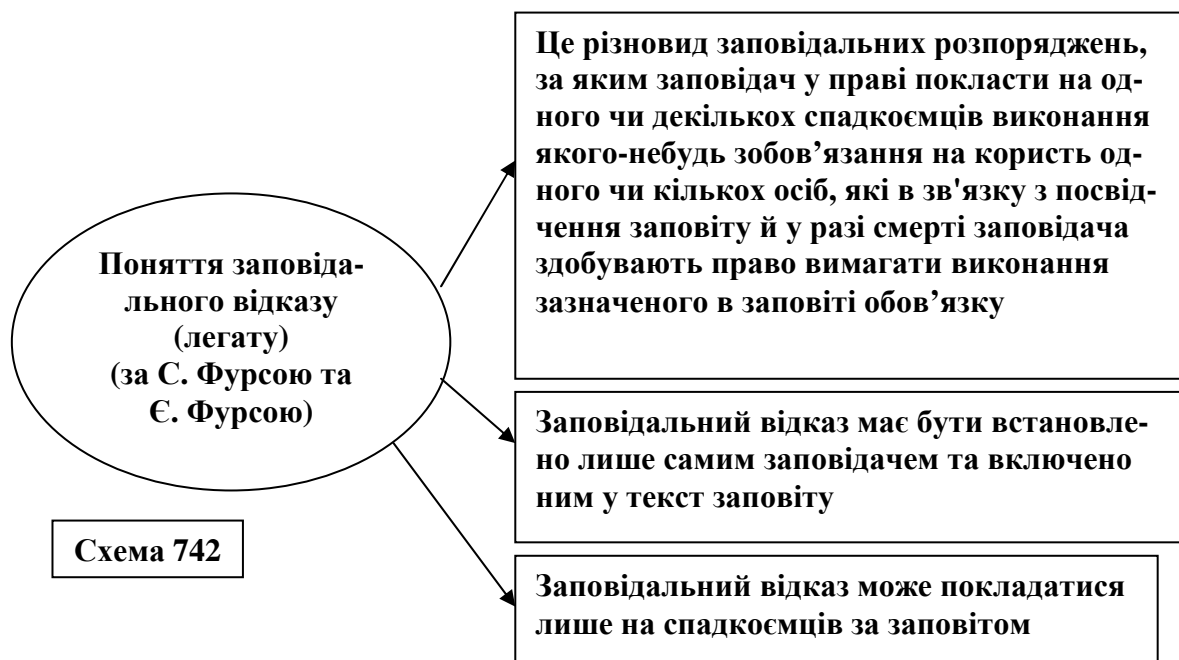 Поняття заповіда-
льного відказу
(легату)
(за С. Фурсою та
Є. Фурсою)
Схема 742
Це різновид заповідальних розпоряджень,
за яким заповідач у праві покласти на од-
ного чи декількох спадкоємців виконання
якого-небудь зобов’язання на користь од-
ного чи кількох осіб, які в зв'язку з посвід-
чення заповіту й у разі смерті заповідача
здобувають право вимагати виконання
зазначеного в заповіті обов’язку
Заповідальний відказ має бути встановле-
но лише самим заповідачем та включено
ним у текст заповіту
Заповідальний відказ може покладатися
лише на спадкоємців за заповітом